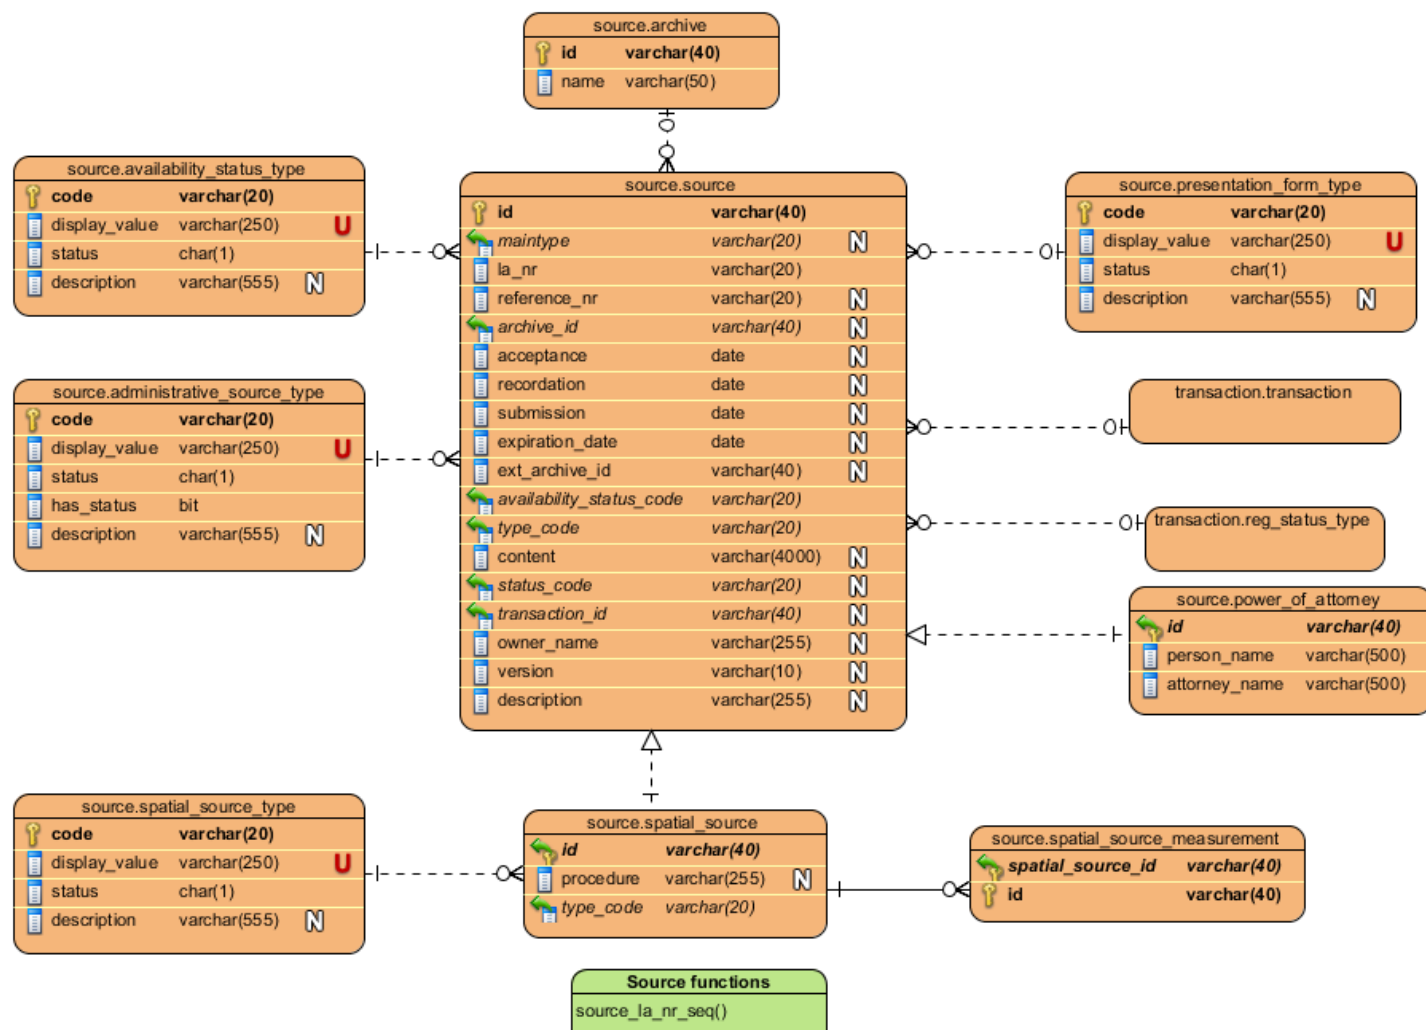 source.archive
id varchar(40)
name varchar(50)
source.availability_status_type
code varchar(20)
display_value varchar(250) U
status char(1)
description varchar(555) N
source.source
id varchar(40)
maintype varchar(20) N
la_nr varchar(20)
reference_nr varchar(20) N
archive_id varchar(40) N
acceptance date N
recordation date N
submission date N
expiration_date date N
ext_archive_id varchar(40) N
availability_status_code varchar(20)
type_code varchar(20)
content varchar(4000) N
status_code varchar(20) N
transaction_id varchar(40) N
owner_name varchar(255) N
version varchar(10) N
description varchar(255) N
source.presentation_form_type
code varchar(20)
display_value varchar(250) U
status char(1)
description varchar(555) N
source.administrative_source_type
code varchar(20)
display_value varchar(250) U
status char(1)
has_status bit
description varchar(555) N
transaction.transaction
transaction.reg_status_type
source.power_of_attorney
id varchar(40)
person_name varchar(500)
attorney_name varchar(500)
source.spatial_source_type
code varchar(20)
display_value varchar(250) U
status char(1)
description varchar(555) N
source.spatial_source
id varchar(40)
procedure varchar(255) N
type_code varchar(20)
source.spatial_source_measurement
spatial_source_id varchar(40)
id varchar(40)
Source functions
source_la_nr_seq()